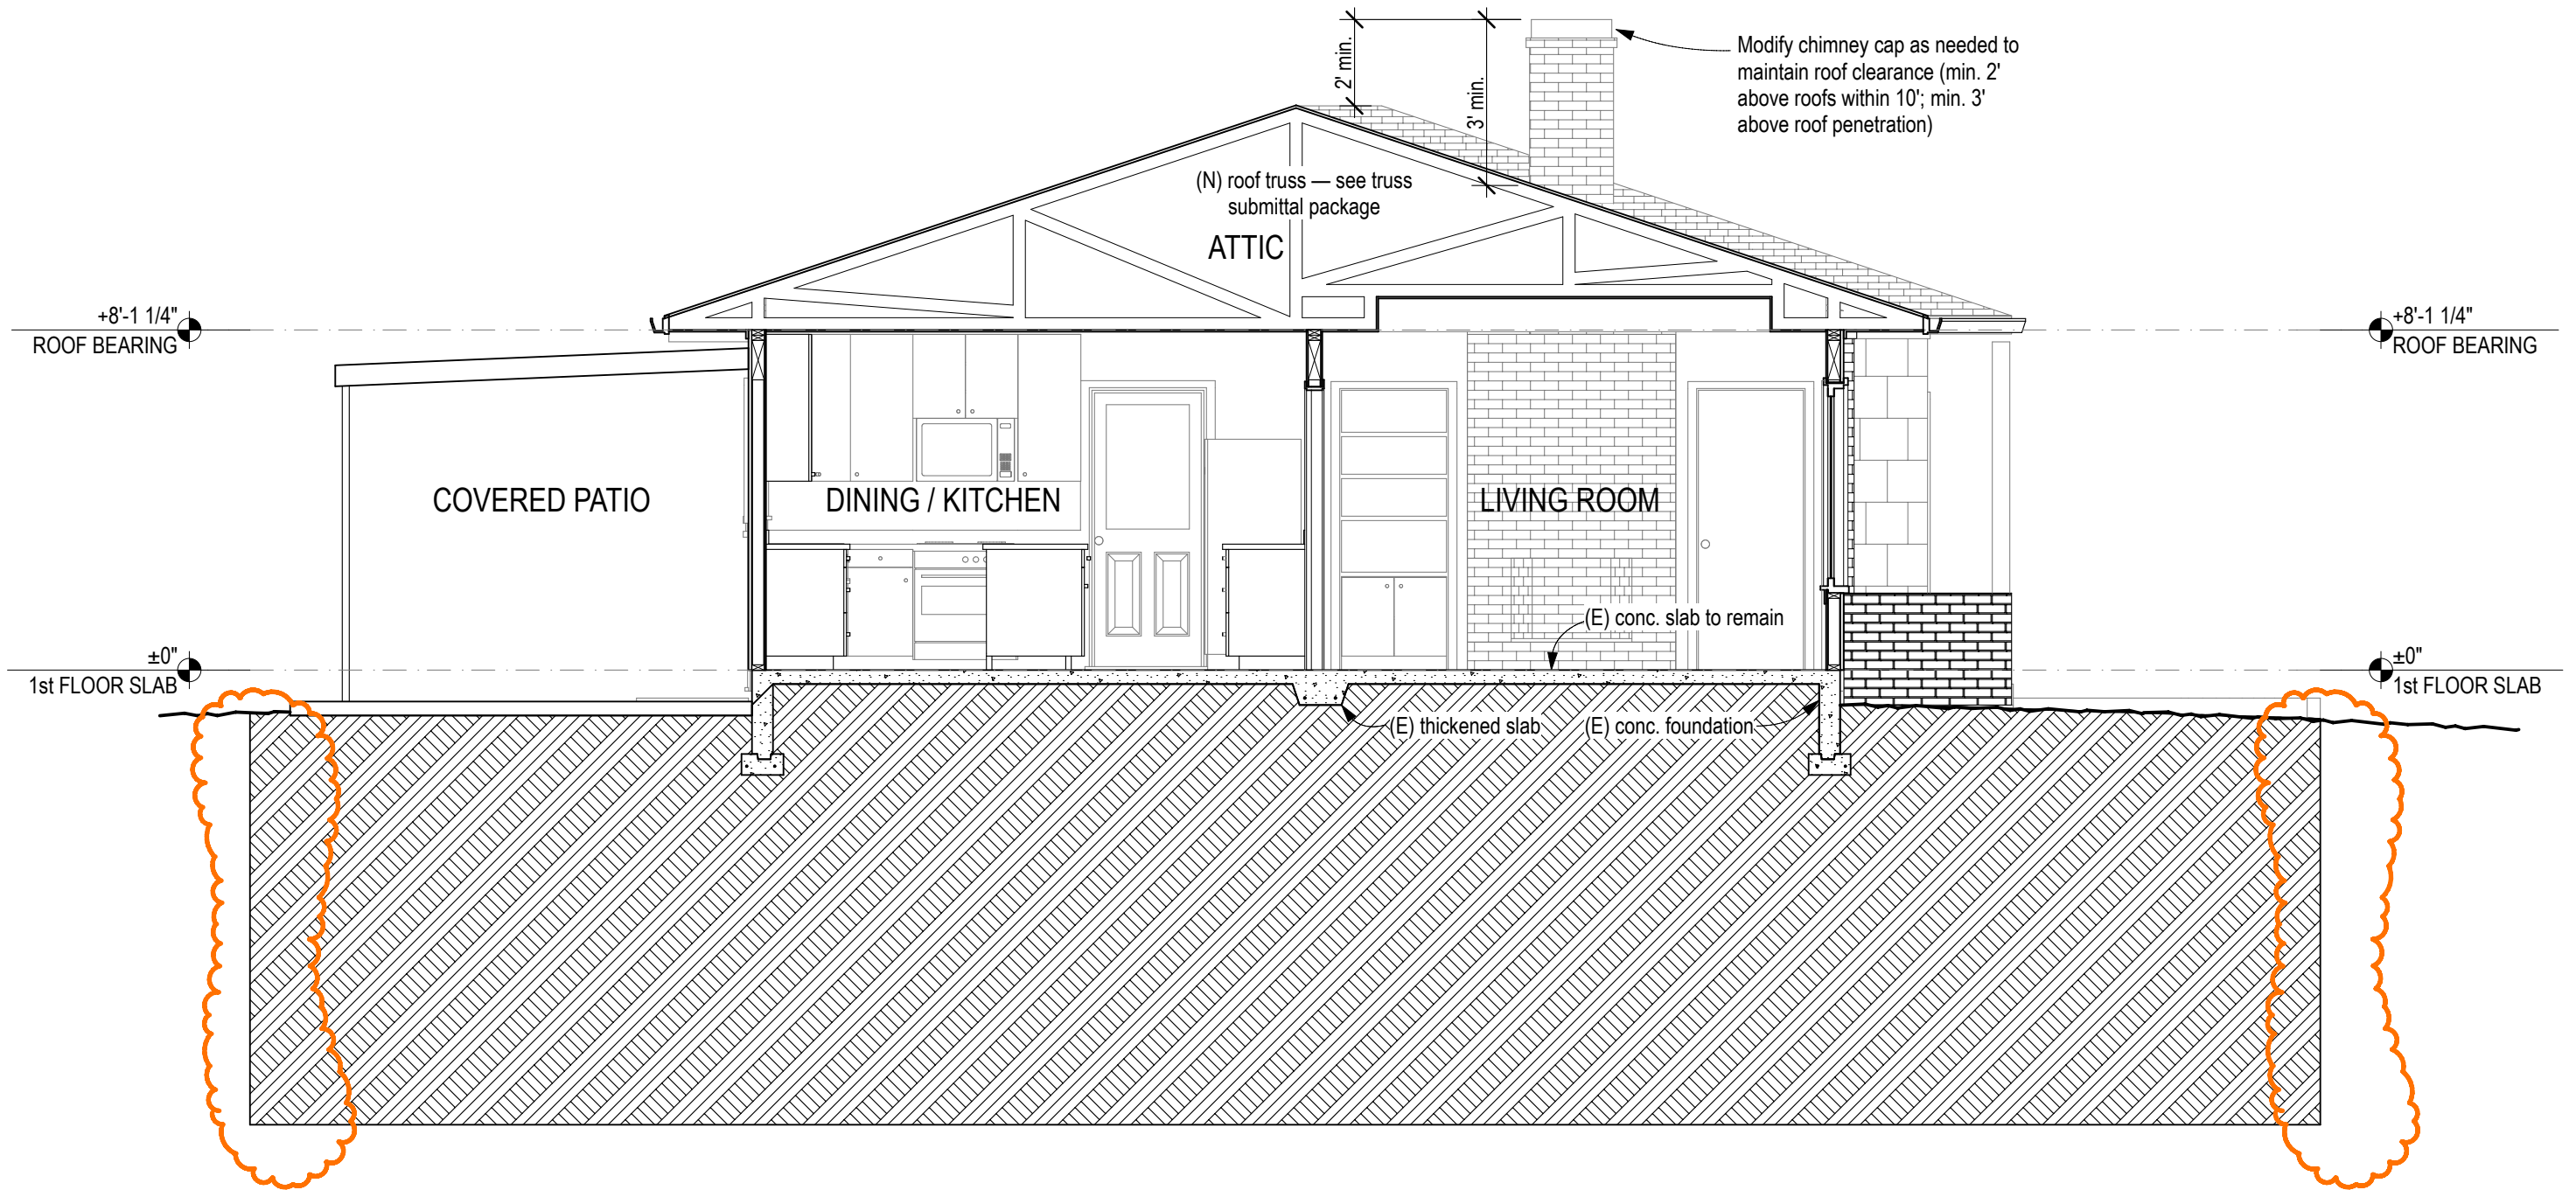 2' min.
3' min.
Modify chimney cap as needed to
maintain roof clearance (min. 2'
above roofs within 10'; min. 3'
above roof penetration)
(N) roof truss — see truss
submittal package
ATTIC
+8'-1 1/4"
ROOF BEARING
+8'-1 1/4"
ROOF BEARING
COVERED PATIO
DINING / KITCHEN
LIVING ROOM
(E) conc. slab to remain
±0"
1st FLOOR SLAB
±0"
1st FLOOR SLAB
(E) thickened slab
(E) conc. foundation